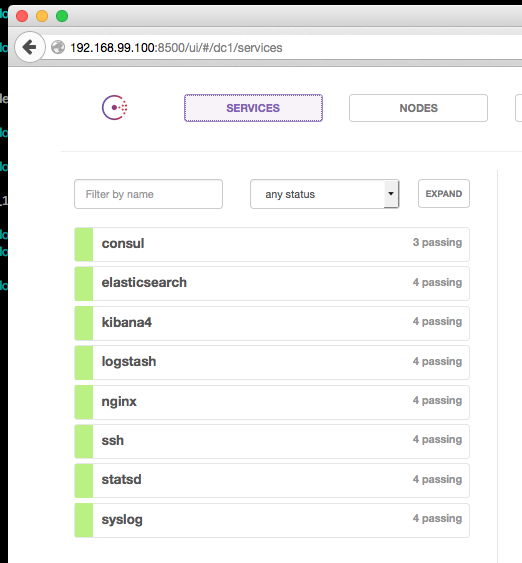 192.168.99.100:8500/ui/#/dc1/services
SERVICES
NODES
Filter by name
any status
EXPAND
consul
3 passing
elasticsearch
4 passing
kibana4
4 passing
logstash
4 passing
nginx
4 passing
ssh
4 passing
statsd
4 passing
syslog
4 passing